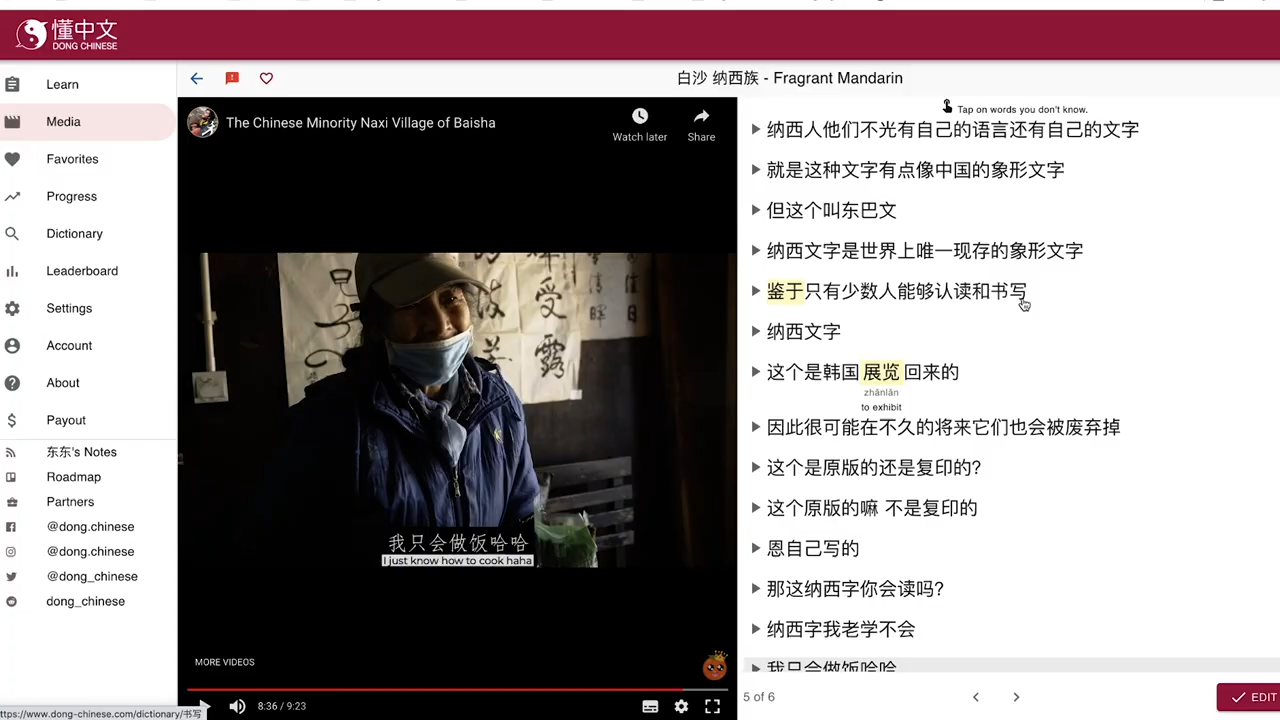 懂中文
DONG CHINESE
Learn
Media
Favorites
Progress
Dictionary
Leaderboard
Settings
Account
About
Payout
东东's Notes
Roadmap
Partners
@dong.chinese
@dong.chinese
@dong_chinese
dong_chinese
白沙 纳西族 - Fragrant Mandarin
The Chinese Minority Naxi Village of Baisha
Watch later
Share
我只会做饭哈哈
I just know how to cook haha
MORE VIDEOS
8:36 / 9:23
Tap on words you don't know.
纳西人他们不光有自己的语言还有自己的文字
就是这种文字有点像中国的象形文字
但这个叫东巴文
纳西文字是世界上唯一现存的象形文字
鉴于只有少数人能够认读和书写
纳西文字
这个是韩国 展览 回来的
zhǎnlǎn
to exhibit
因此很可能在不久的将来它们也会被废弃掉
这个是原版的还是复印的?
这个原版的嘛 不是复印的
恩自己写的
那这纳西字你会读吗?
纳西字我老学不会
我只会做饭哈哈
5 of 6
EDIT
ttps://www.dong-chinese.com/dictionary/书写